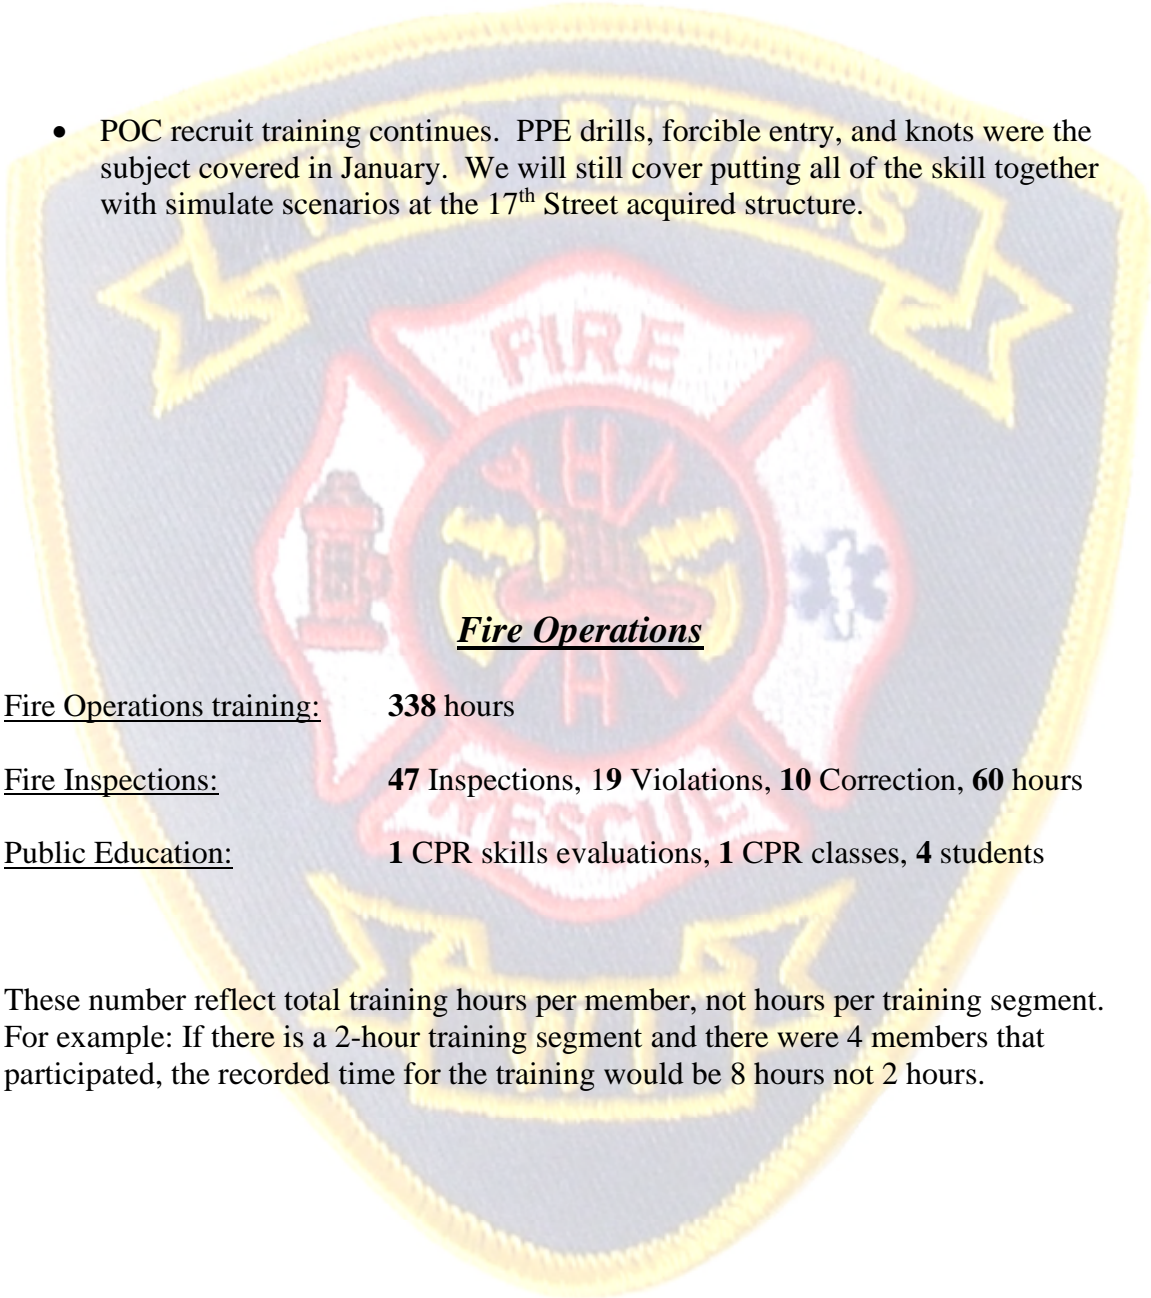 TWO RIVERS
• POC recruit training continues.  PPE drills, forcible entry, and knots were the
subject covered in January.  We will still cover putting all of the skill together
with simulate scenarios at the 17th Street acquired structure.
FIRE
Fire Operations
Fire Operations training: 338 hours
Fire Inspections: 47 Inspections, 19 Violations, 10 Correction, 60 hours
RESCUE
Public Education: 1 CPR skills evaluations, 1 CPR classes, 4 students
These number reflect total training hours per member, not hours per training segment.
WI
For example: If there is a 2-hour training segment and there were 4 members that
participated, the recorded time for the training would be 8 hours not 2 hours.